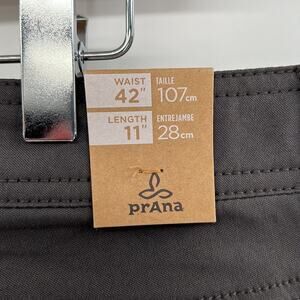 WAIST TAILLE
42" 107cm
LENGTH ENTREJAMBE
11" 28cm
prAna